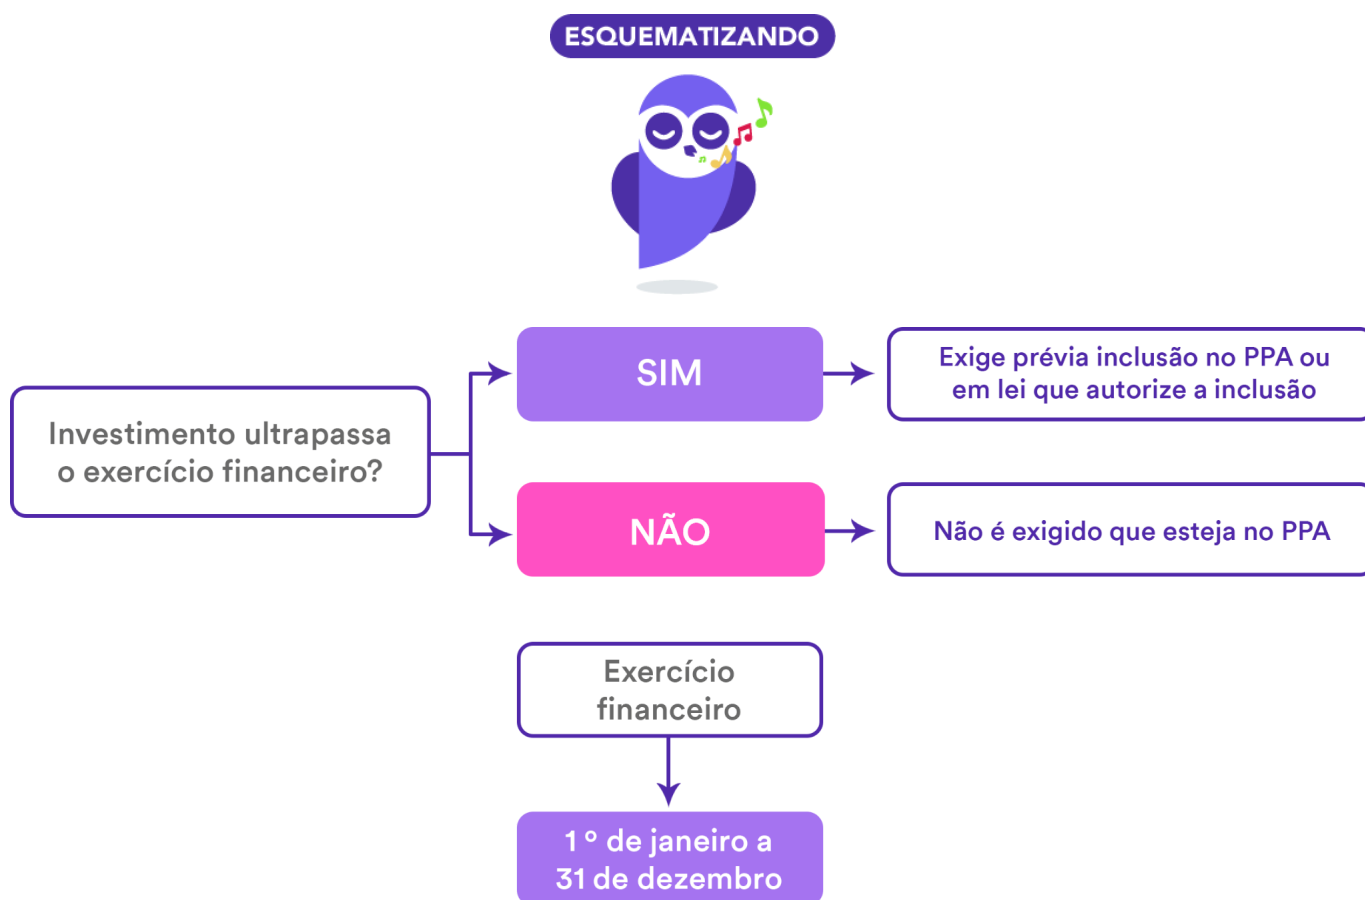 ESQUEMATIZANDO
Investimento ultrapassa
o exercício financeiro?
SIM
Exige prévia inclusão no PPA ou
em lei que autorize a inclusão
NÃO
Não é exigido que esteja no PPA
Exercício
financeiro
1 º de janeiro a
31 de dezembro